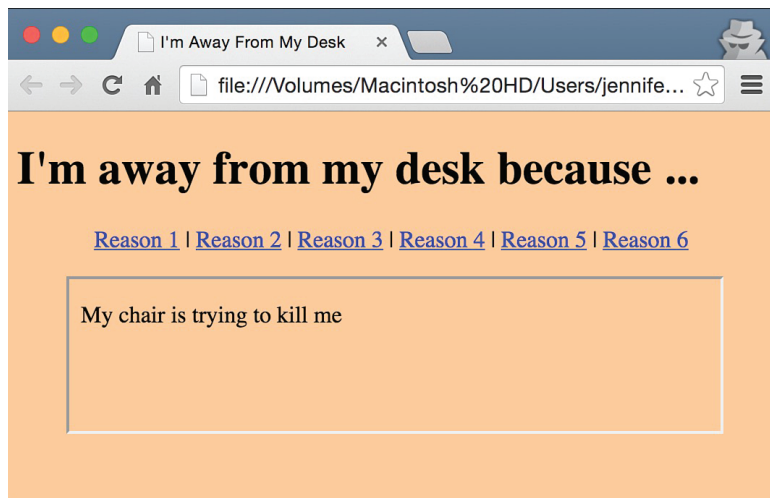 I'm Away From My Desk
file:///Volumes/Macintosh%20HD/Users/jennife...
I'm away from my desk because ...
Reason 1 | Reason 2 | Reason 3 | Reason 4 | Reason 5 | Reason 6
My chair is trying to kill me